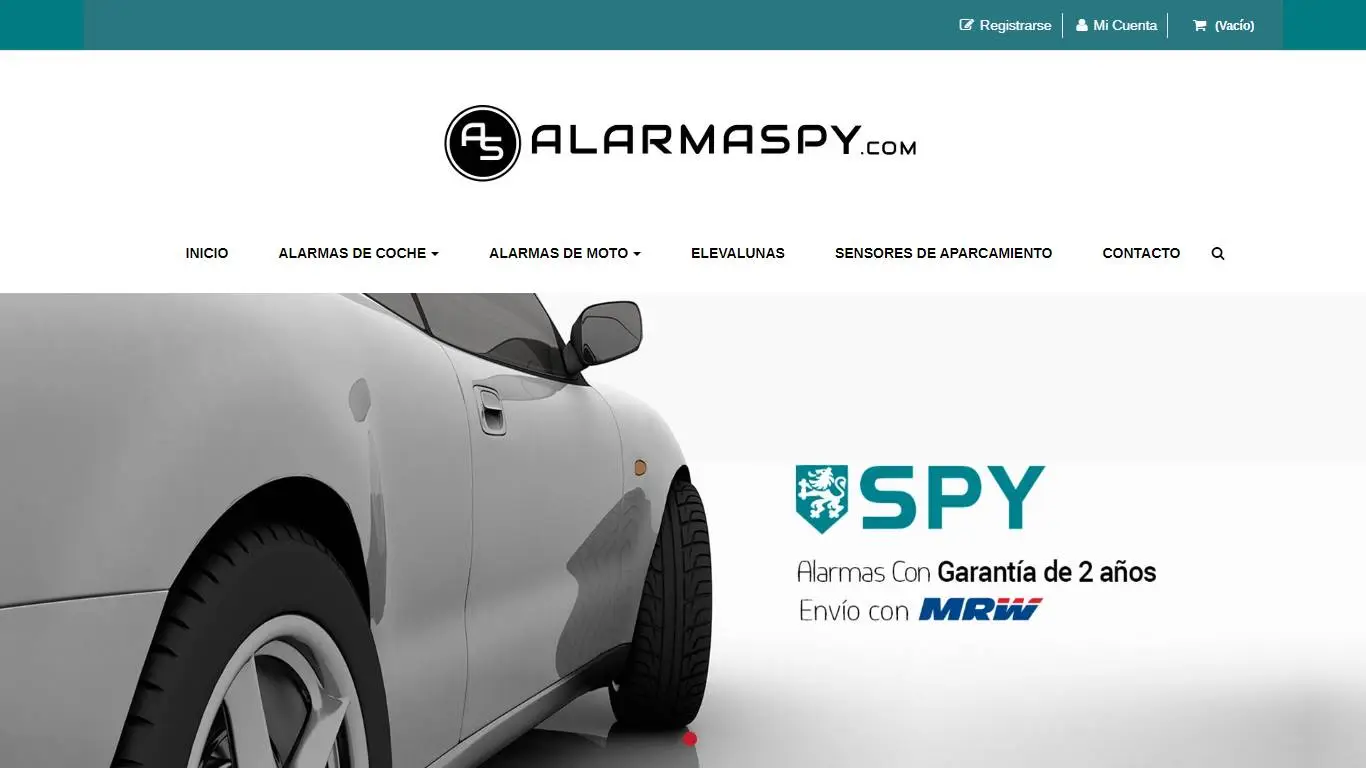 Registrarse
Mi Cuenta
(Vacío)
AS ALARMASPY.COM
INICIO
ALARMAS DE COCHE
ALARMAS DE MOTO
ELEVALUNAS
SENSORES DE APARCAMIENTO
CONTACTO
SPY
Alarmas Con Garantía de 2 años
Envío con MRW